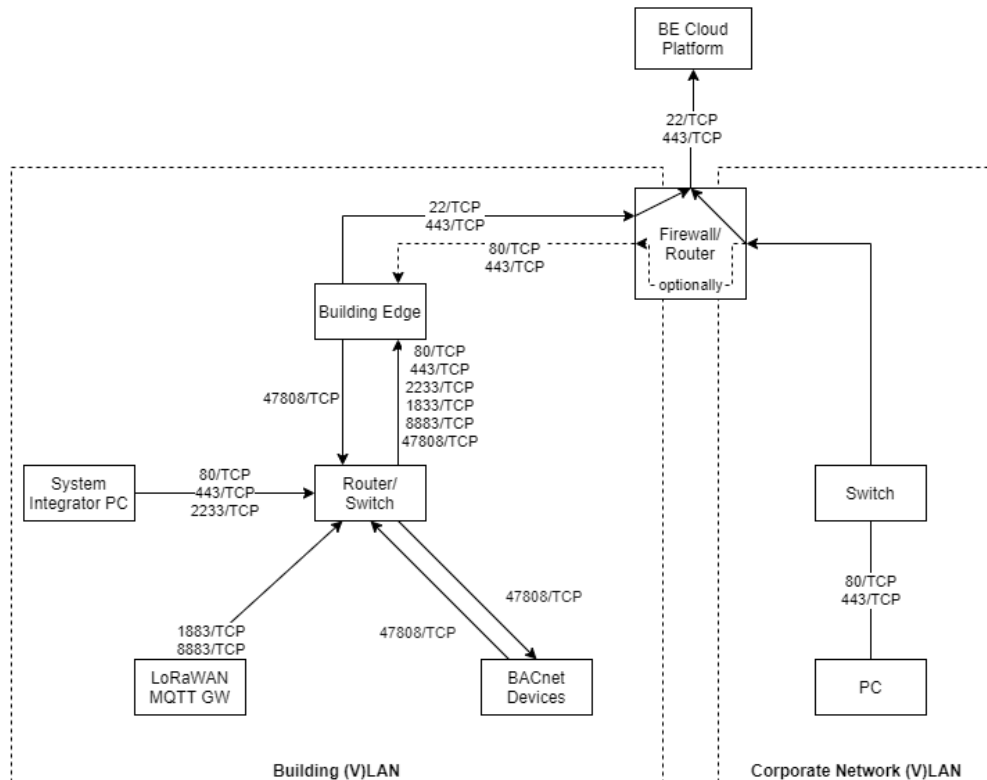 BE Cloud
Platform
22/TCP
443/TCP
22/TCP
443/TCP
Firewall/
Router
80/TCP
443/TCP
optionally
Building Edge
80/TCP
443/TCP
2233/TCP
1833/TCP
8883/TCP
47808/TCP
47808/TCP
System
Integrator PC
80/TCP
443/TCP
2233/TCP
Router/
Switch
Switch
80/TCP
443/TCP
47808/TCP
47808/TCP
1883/TCP
8883/TCP
LoRaWAN
MQTT GW
BACnet
Devices
PC
Building (V)LAN
Corporate Network (V)LAN